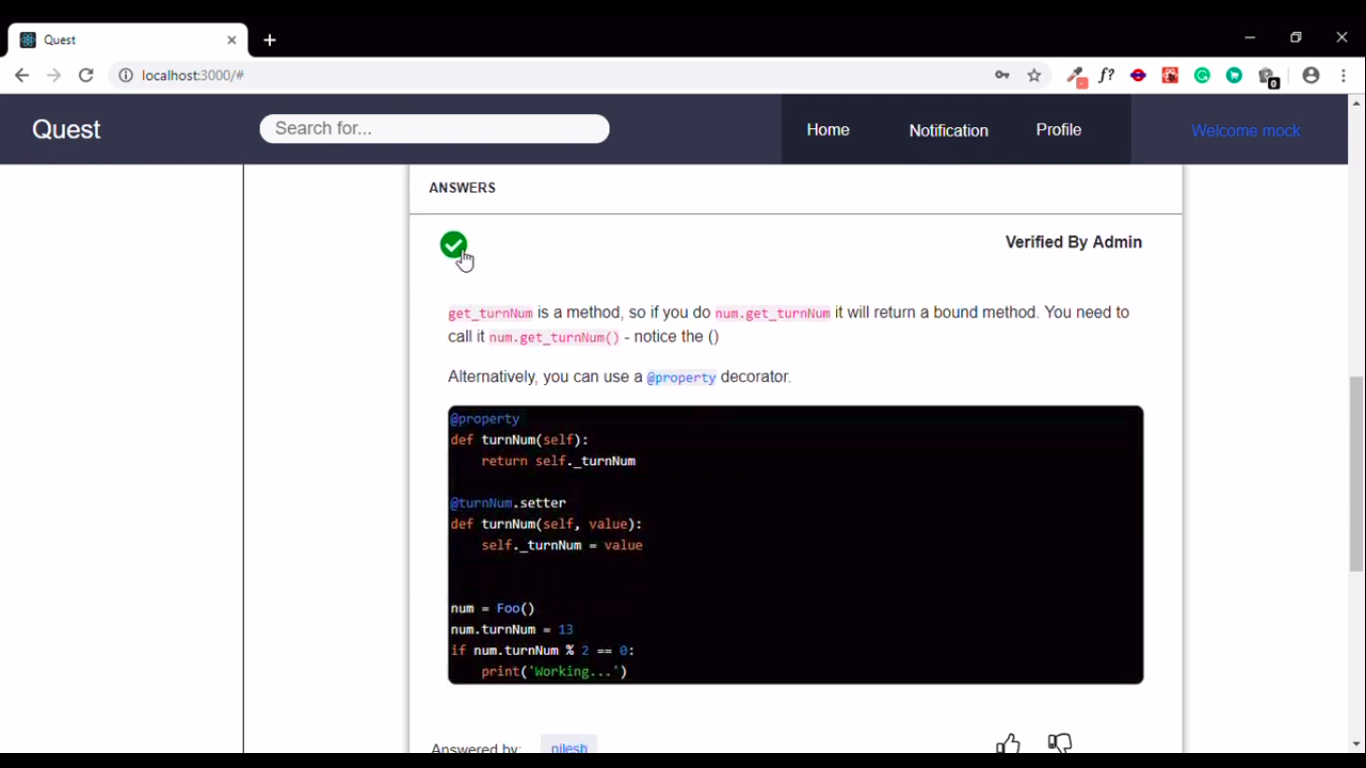 Quest
localhost:3000/#
f?
0
Quest
Search for...
Home
Notification
Profile
Welcome mock
ANSWERS
Verified By Admin
get_turnNum is a method, so if you do num.get_turnNum it will return a bound method. You need to
call it num.get_turnNum() - notice the ()
Alternatively, you can use a @property decorator.
@property
def turnNum(self):
    return self._turnNum
@turnNum.setter
def turnNum(self, value):
    self._turnNum = value
num = Foo()
num.turnNum = 13
if num.turnNum % 2 == 0:
    print('Working...')
Answered by: nilesh